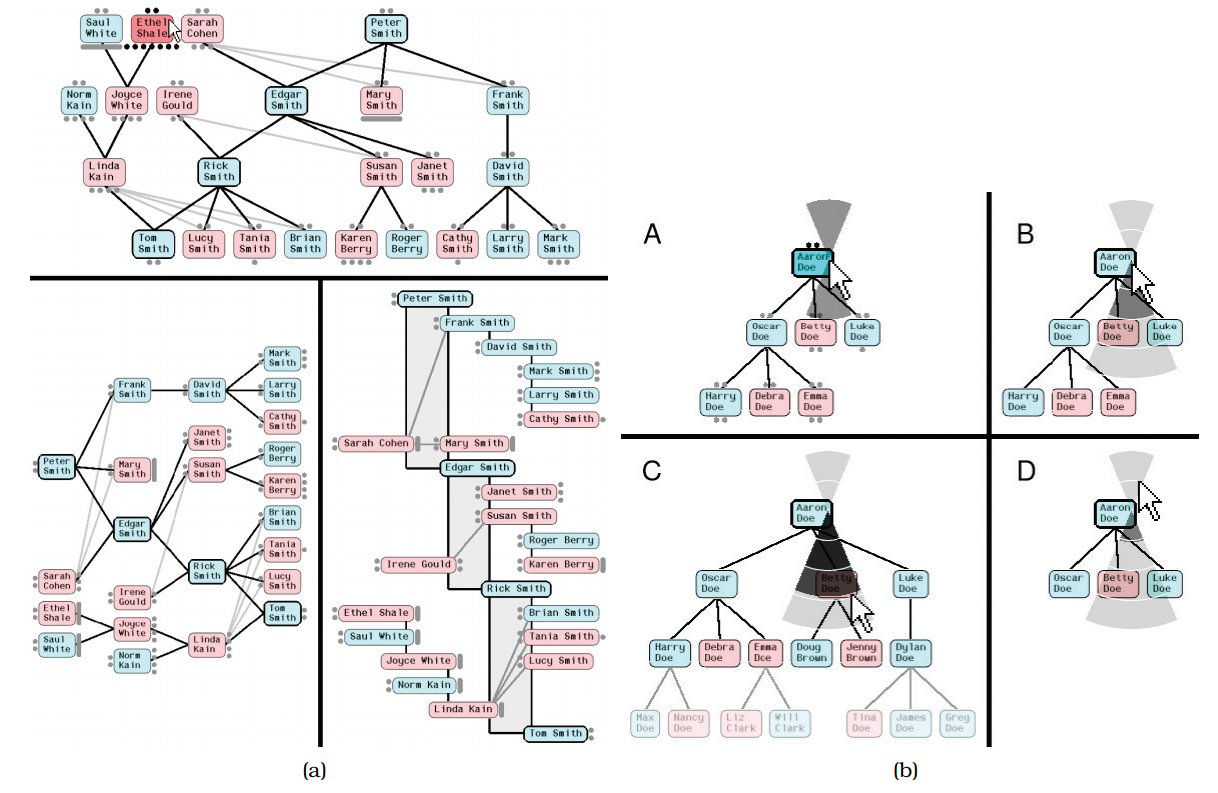 Saul Ethel Sarah Peter
White Shale Cohen Smith
Norm Joyce Irene Edgar Mary Frank
Kain White Gould Smith Smith Smith
Linda Rick Susan Janet David
Kain Smith Smith Smith Smith
Tom Lucy Tania Brian Karen Roger Cathy Larry Mark
Smith Smith Smith Smith Berry Berry Smith Smith Smith
Mark
Smith
Frank David Larry
Smith Smith Smith
Cathy
Smith
Janet
Smith
Roger
Berry
Peter Mary Susan
Smith Smith Smith
Karen
Berry
Edgar Brian
Smith Smith
Tania
Smith
Sarah Rick Lucy
Cohen Smith Smith
Irene
Gould
Ethel Tom
Shale Smith
Joyce
White
Saul Linda
White Kain
Norm
Kain
Peter Smith
Frank Smith
David Smith
Mark Smith
Larry Smith
Cathy Smith
Sarah Cohen Mary Smith
Edgar Smith
Janet Smith
Susan Smith
Roger Berry
Irene Gould Karen Berry
Rick Smith
Ethel Shale Brian Smith
Saul White Tania Smith
Joyce White Lucy Smith
Norm Kain
Linda Kain
Tom Smith
(a)
A
Aaron
Doe
Oscar Betty Luke
Doe Doe Doe
Harry Debra Emma
Doe Doe Doe
B
Aaron
Doe
Oscar Betty Luke
Doe Doe Doe
Harry Debra Emma
Doe Doe Doe
C
Aaron
Doe
Oscar Betty Luke
Doe Doe Doe
Harry Debra Emma Doug Jenny Dylan
Doe Doe Doe Brown Brown Doe
Max Nancy Liz Will Tina James Greg
Doe Doe Clark Clark Doe Doe Doe
D
Aaron
Doe
Oscar Betty Luke
Doe Doe Doe
(b)